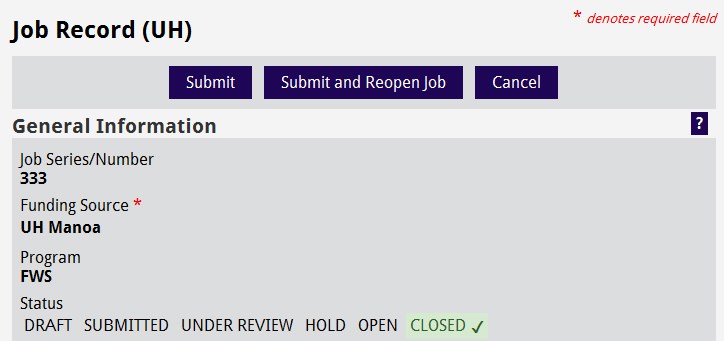 * denotes required field
Job Record (UH)
Submit Submit and Reopen Job Cancel
General Information ?
Job Series/Number
333
Funding Source *
UH Manoa
Program
FWS
Status
DRAFT SUBMITTED UNDER REVIEW HOLD OPEN CLOSED ✓